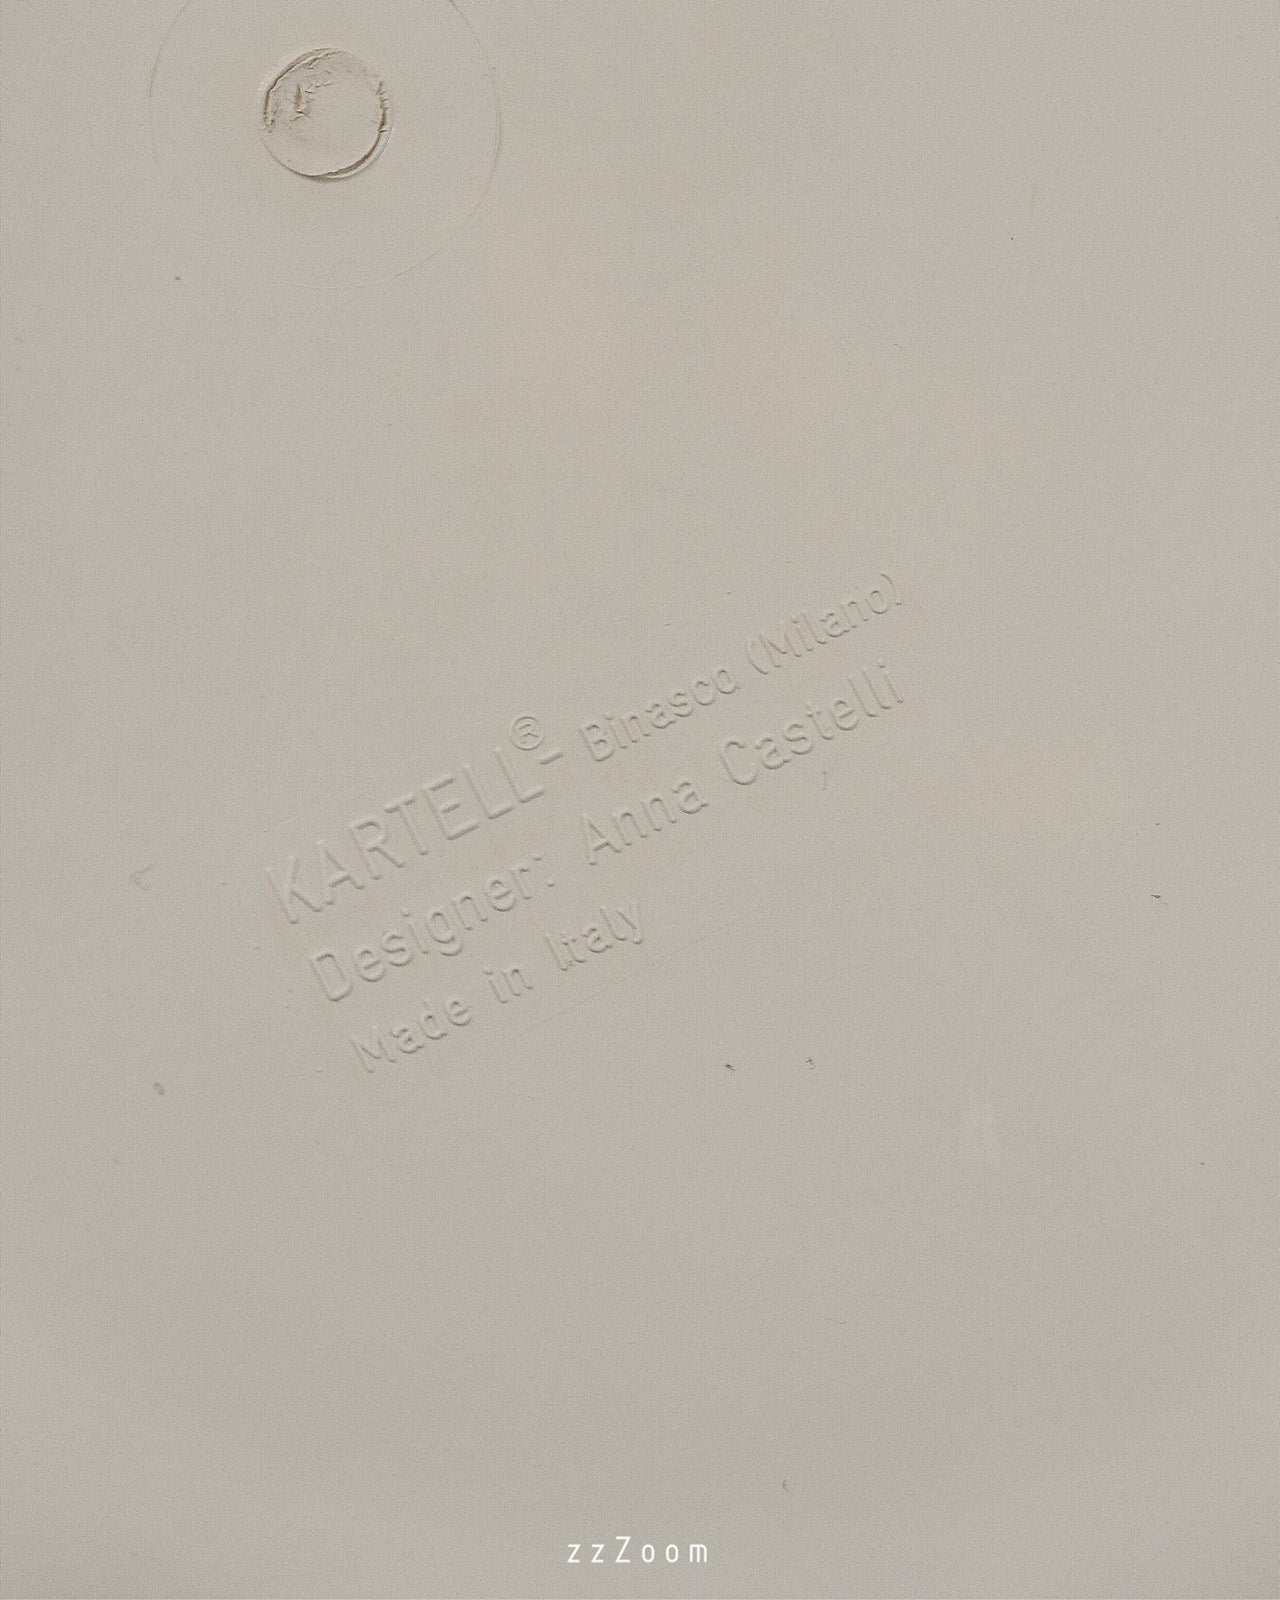 KARTELL® - Binasco (Milano)
Designer: Anna Castelli
Made in Italy
zzZoom